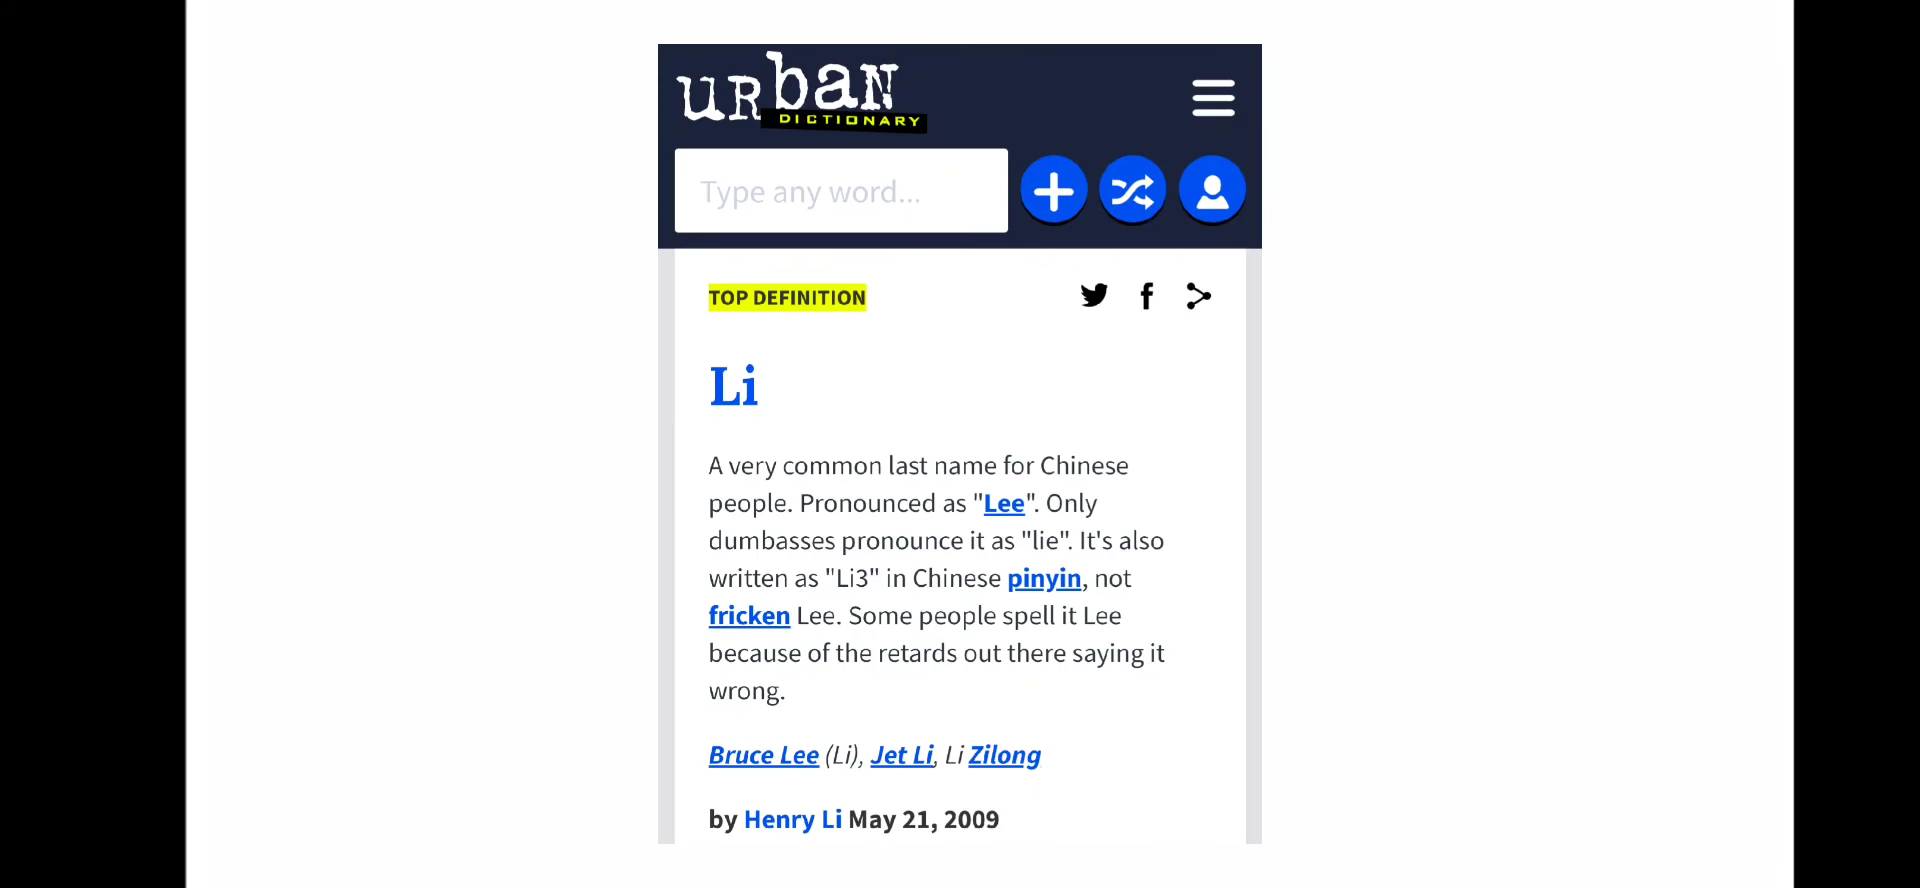 urban
DICTIONARY
Type any word...
TOP DEFINITION
Li
A very common last name for Chinese
people. Pronounced as "Lee". Only
dumbasses pronounce it as "lie". It's also
written as "Li3" in Chinese pinyin, not
fricken Lee. Some people spell it Lee
because of the retards out there saying it
wrong.
Bruce Lee (Li), Jet Li, Li Zilong
by Henry Li May 21, 2009